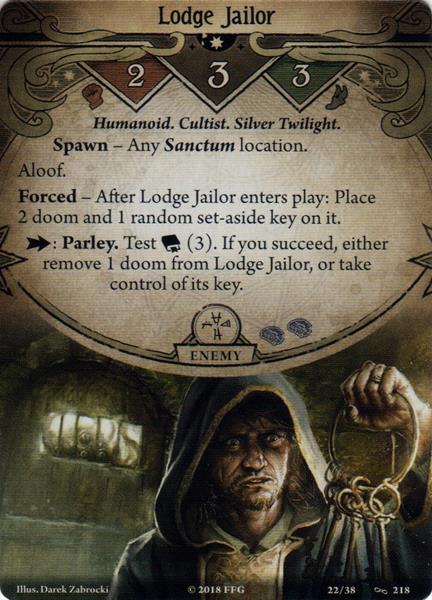 Lodge Jailor
2 3 3
Humanoid. Cultist. Silver Twilight.
Spawn – Any Sanctum location.
Aloof.
Forced – After Lodge Jailor enters play: Place
2 doom and 1 random set-aside key on it.
: Parley. Test (3). If you succeed, either
remove 1 doom from Lodge Jailor, or take
control of its key.
ENEMY
Illus. Darek Zabrocki © 2018 FFG 22/38 218